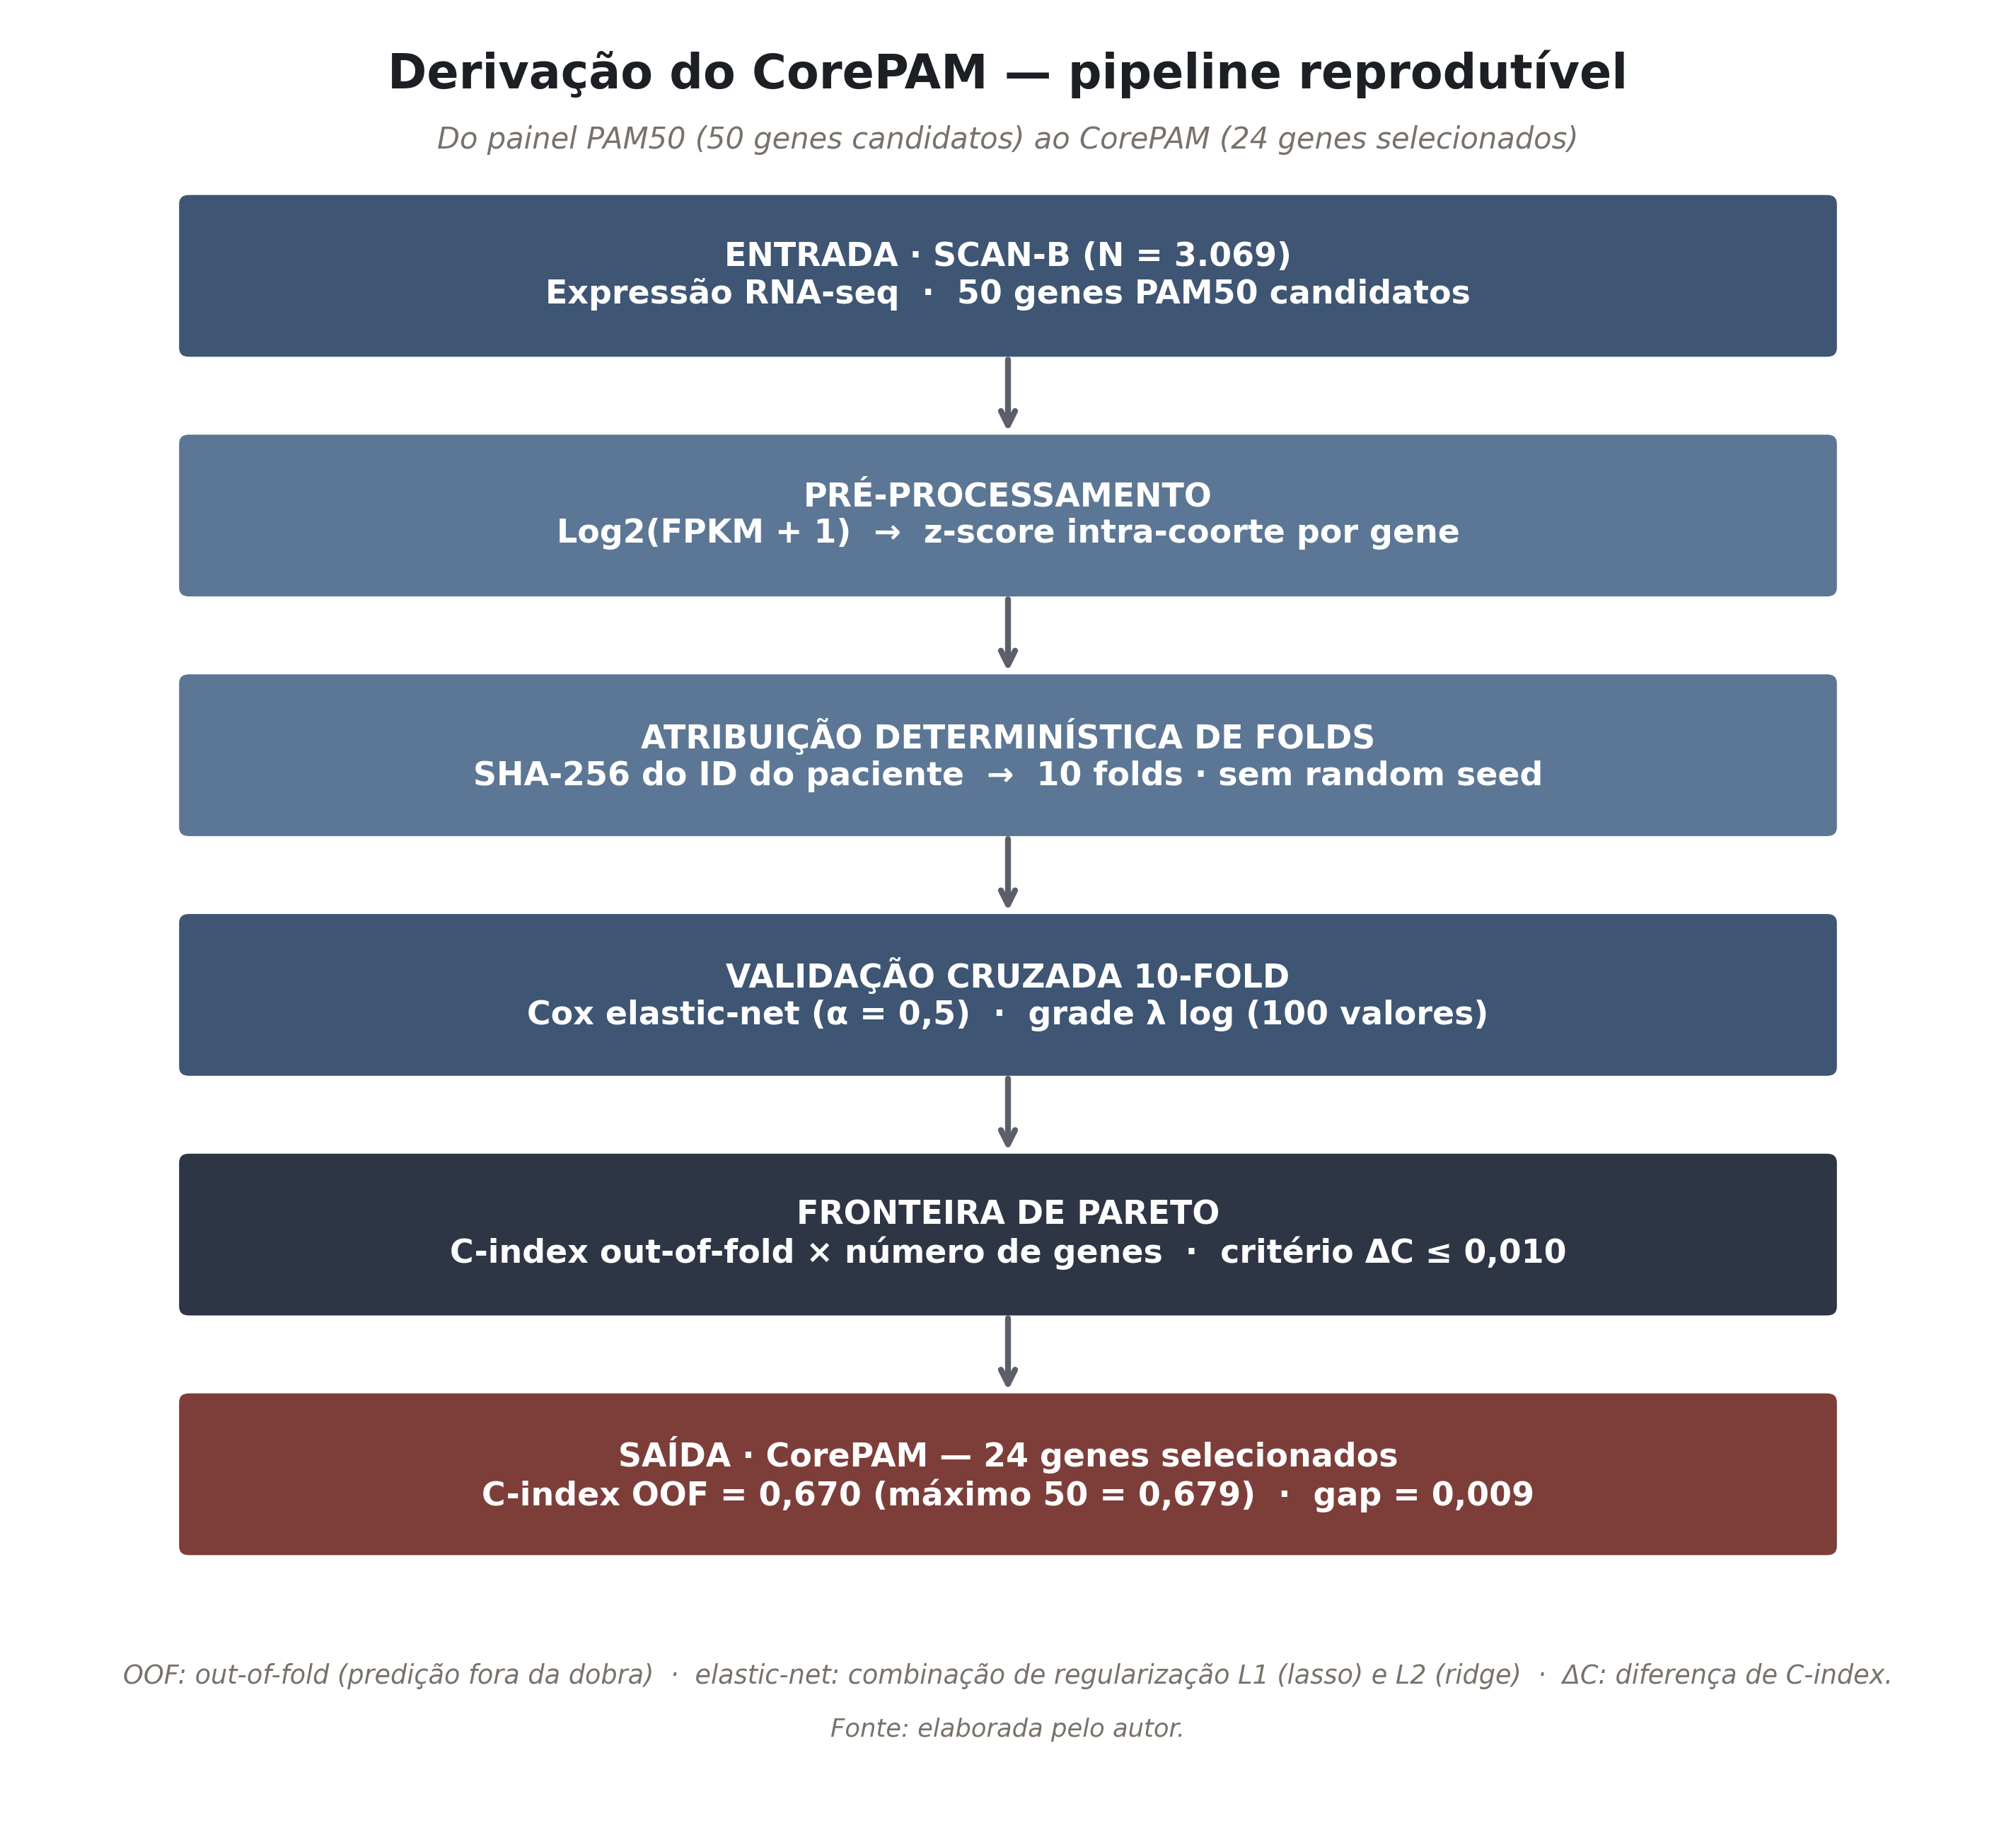 Derivação do CorePAM — pipeline reprodutível
Do painel PAM50 (50 genes candidatos) ao CorePAM (24 genes selecionados)
ENTRADA · SCAN-B (N = 3.069)
Expressão RNA-seq · 50 genes PAM50 candidatos
PRÉ-PROCESSAMENTO
Log2(FPKM + 1) → z-score intra-coorte por gene
ATRIBUIÇÃO DETERMINÍSTICA DE FOLDS
SHA-256 do ID do paciente → 10 folds · sem random seed
VALIDAÇÃO CRUZADA 10-FOLD
Cox elastic-net (α = 0,5) · grade λ log (100 valores)
FRONTEIRA DE PARETO
C-index out-of-fold × número de genes · critério ΔC ≤ 0,010
SAÍDA · CorePAM — 24 genes selecionados
C-index OOF = 0,670 (máximo 50 = 0,679) · gap = 0,009
OOF: out-of-fold (predição fora da dobra) · elastic-net: combinação de regularização L1 (lasso) e L2 (ridge) · ΔC: diferença de C-index.
Fonte: elaborada pelo autor.